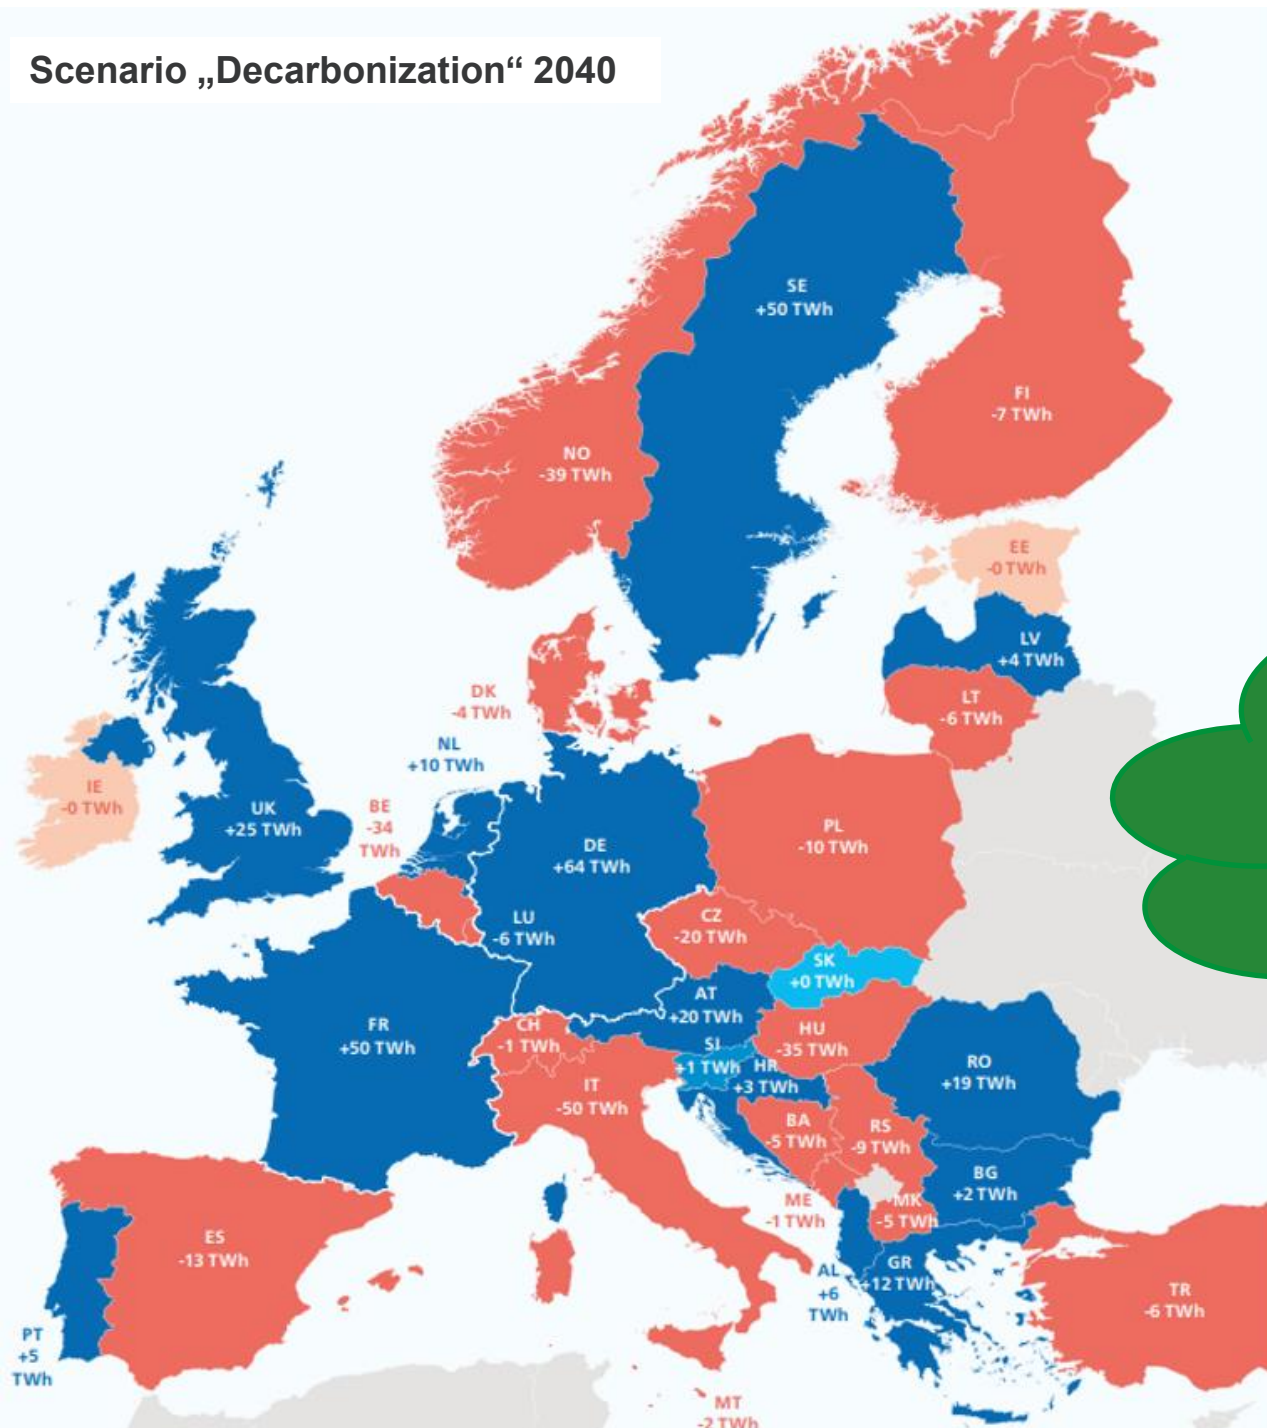 Scenario „Decarbonization“ 2040
SE
+50 TWh
FI
-7 TWh
NO
-39 TWh
EE
-0 TWh
LV
+4 TWh
LT
-6 TWh
DK
-4 TWh
NL
+10 TWh
IE
-0 TWh
UK
+25 TWh
BE
-34
TWh
DE
+64 TWh
PL
-10 TWh
LU
-6 TWh
CZ
-20 TWh
SK
+0 TWh
AT
+20 TWh
FR
+50 TWh
CH
-1 TWh
HU
-35 TWh
SI
+1 TWh
HR
+3 TWh
RO
+19 TWh
IT
-50 TWh
BA
-5 TWh
RS
-9 TWh
BG
+2 TWh
ME
-1 TWh
MK
-5 TWh
ES
-13 TWh
AL
+6
TWh
GR
+12 TWh
TR
-6 TWh
PT
+5
TWh
MT
-2 TWh